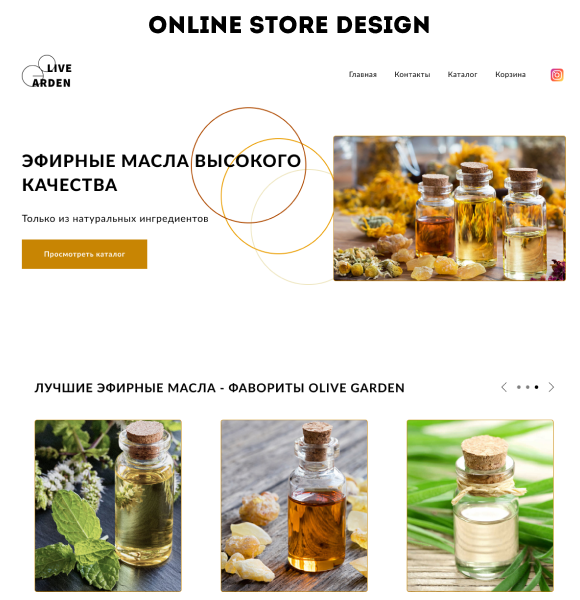 ONLINE STORE DESIGN
LIVE
ARDEN
Главная Контакты Каталог Корзина
ЭФИРНЫЕ МАСЛА ВЫСОКОГО
КАЧЕСТВА
Только из натуральных ингредиентов
Просмотреть каталог
ЛУЧШИЕ ЭФИРНЫЕ МАСЛА - ФАВОРИТЫ OLIVE GARDEN